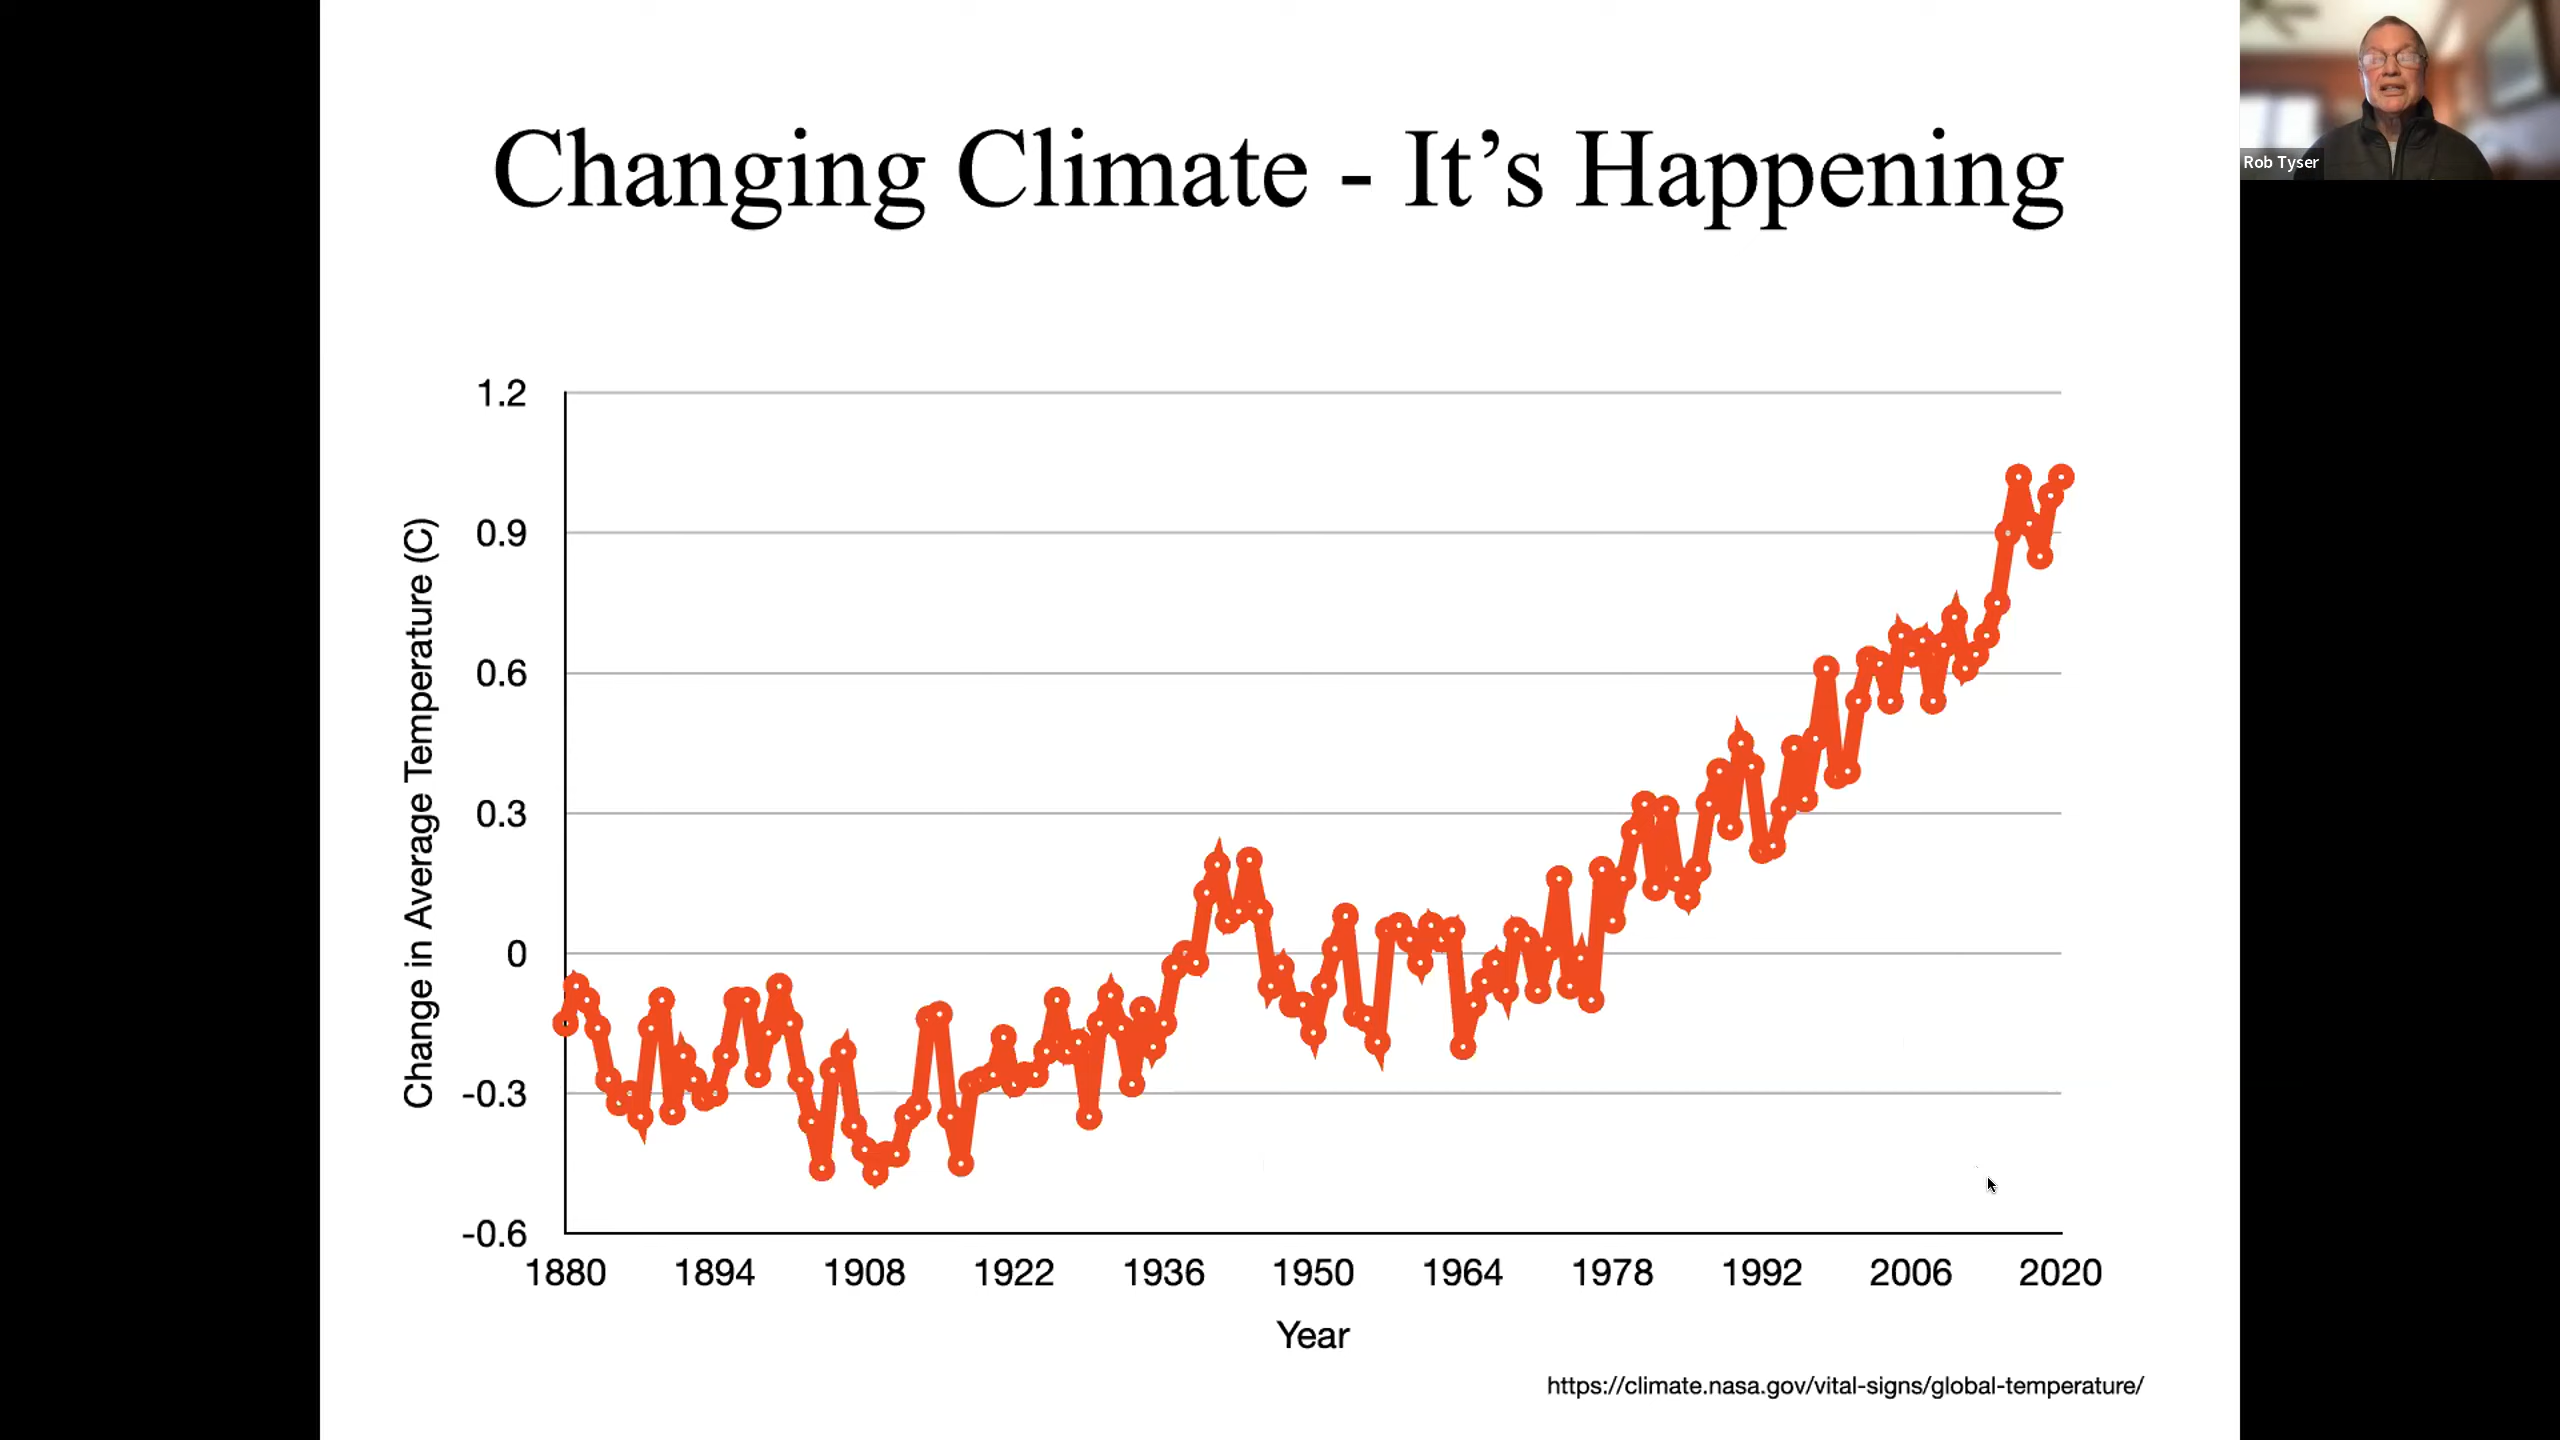 Changing Climate - It’s Happening
Rob Tyser
Change in Average Temperature (C)
1.2
0.9
0.6
0.3
0
-0.3
-0.6
1880 1894 1908 1922 1936 1950 1964 1978 1992 2006 2020
Year
https://climate.nasa.gov/vital-signs/global-temperature/